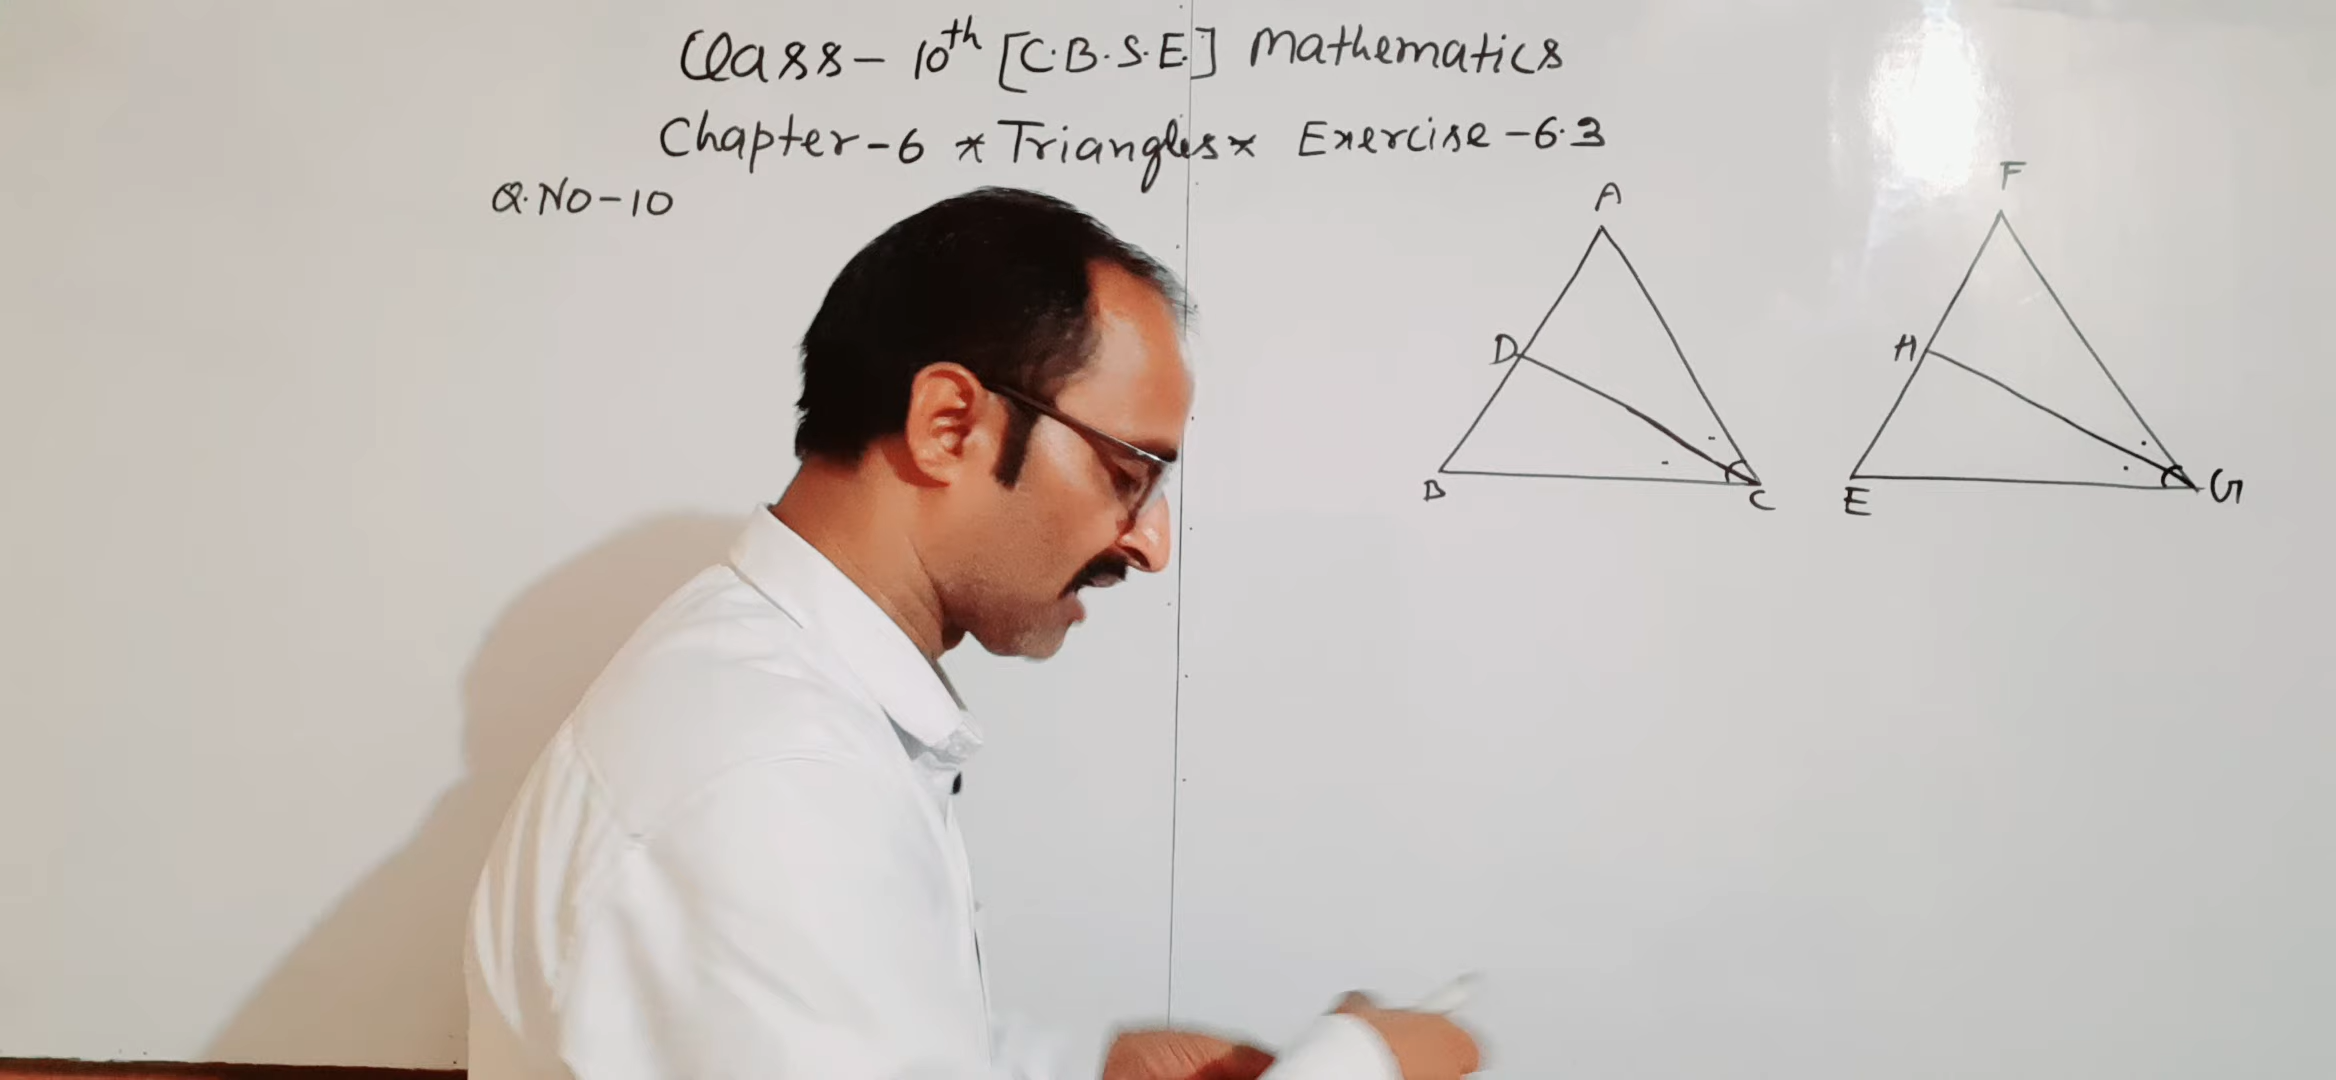 Class - 10th [C.B.S.E.] Mathematics
Chapter-6 * Triangles * Exercise -6.3
Q.No-10
A
F
D
H
B
C
E
G